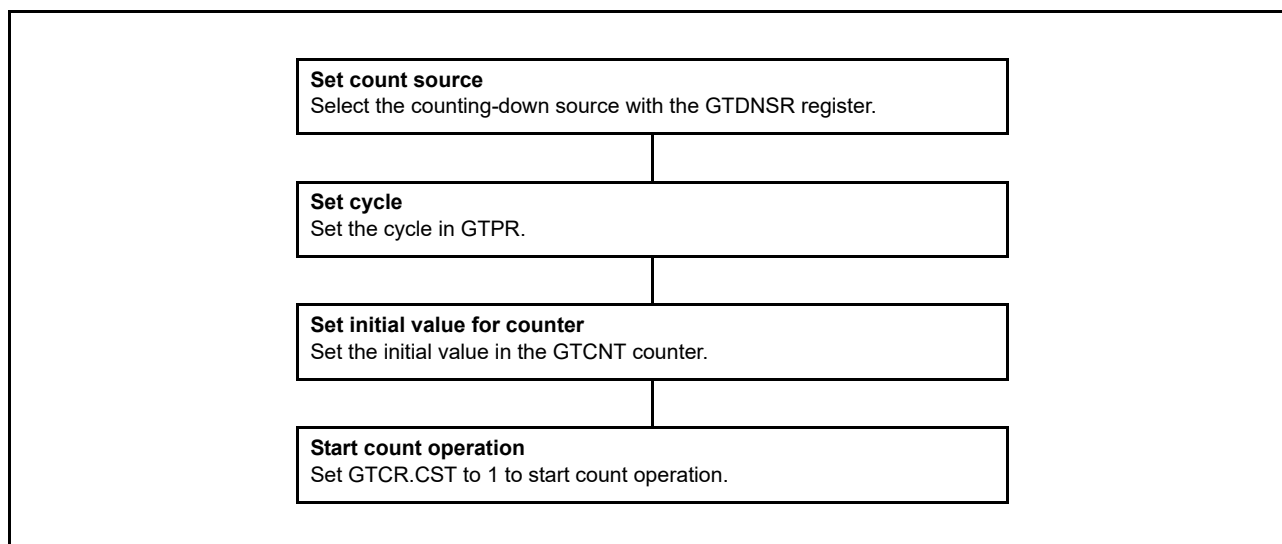 Set count source
Select the counting-down source with the GTDNSR register.
Set cycle
Set the cycle in GTPR.
Set initial value for counter
Set the initial value in the GTCNT counter.
Start count operation
Set GTCR.CST to 1 to start count operation.